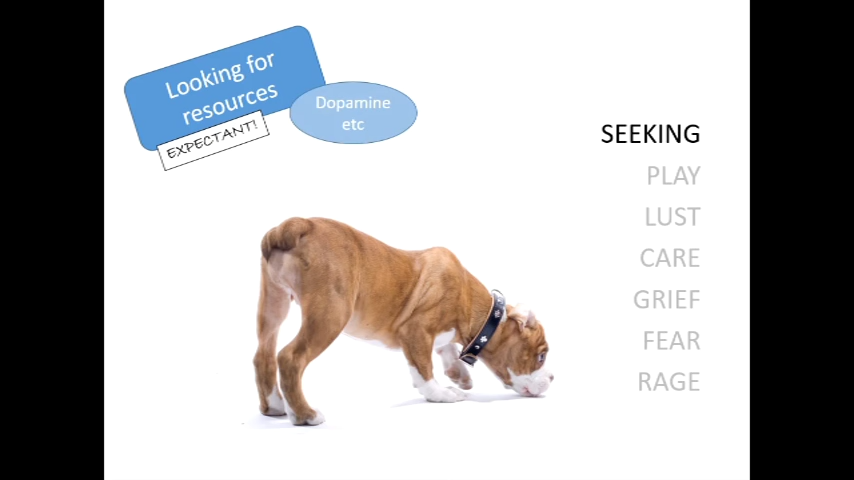 Looking for
resources
EXPECTANT!
Dopamine
etc
SEEKING
PLAY
LUST
CARE
GRIEF
FEAR
RAGE